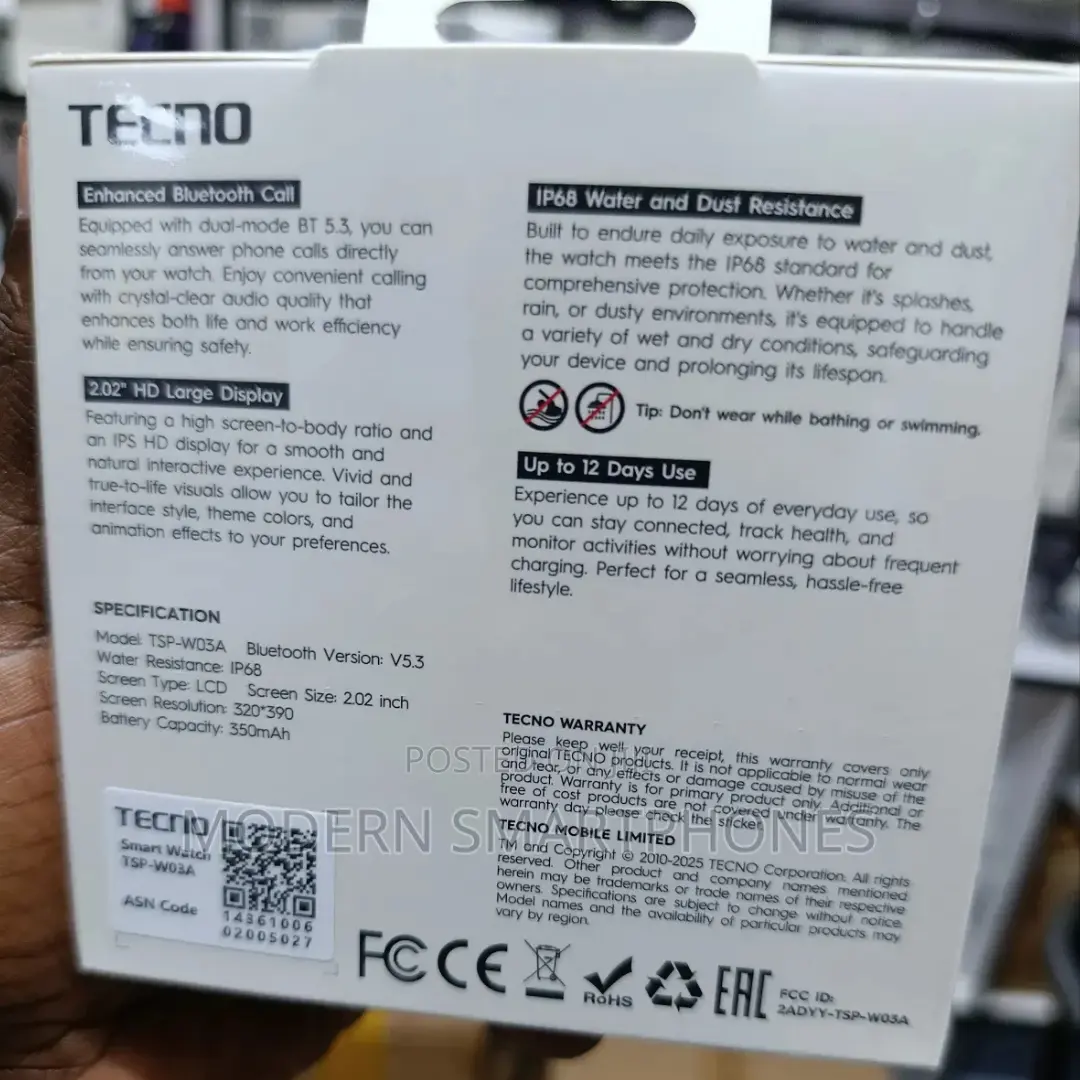 TECNO
Enhanced Bluetooth Call
Equipped with dual-mode BT 5.3, you can
seamlessly answer phone calls directly
from your watch. Enjoy convenient calling
with crystal-clear audio quality that
enhances both life and work efficiency
while ensuring safety.
2.02" HD Large Display
Featuring a high screen-to-body ratio and
an IPS HD display for a smooth and
natural interactive experience. Vivid and
true-to-life visuals allow you to tailor the
interface style, theme colors, and
animation effects to your preferences.
SPECIFICATION
Model: TSP-W03A Bluetooth Version: V5.3
Water Resistance: IP68
Screen Type: LCD Screen Size: 2.02 inch
Screen Resolution: 320*390
Battery Capacity: 350mAh
TECNO
Smart Watch
TSP-W03A
ASN Code
14361006
02005027
IP68 Water and Dust Resistance
Built to endure daily exposure to water and dust,
the watch meets the IP68 standard for
comprehensive protection. Whether it's splashes,
rain, or dusty environments, it's equipped to handle
a variety of wet and dry conditions, safeguarding
your device and prolonging its lifespan.
Tip: Don't wear while bathing or swimming.
Up to 12 Days Use
Experience up to 12 days of everyday use, so
you can stay connected, track health, and
monitor activities without worrying about frequent
charging. Perfect for a seamless, hassle-free
lifestyle.
TECNO WARRANTY
Please keep well your receipt, this warranty covers only
original TECNO products. It is not applicable to normal wear
and tear, or any effects or damage caused by misuse of the
product. Warranty is for primary product only. Additional or
free of cost products are not covered under warranty. The
warranty day please check the sticker
TECNO MOBILE LIMITED
TM and Copyright © 2010-2025 TECNO Corporation. All rights
reserved. Other product and company names mentioned
herein may be trademarks or trade names of their respective
owners. Specifications are subject to change without notice.
Model names and the availability of particular products may
vary by region.
FC CE RoHS EAC
FCC ID:
2ADYY-TSP-W03A
POSTED
MODERN SMARTPHONES